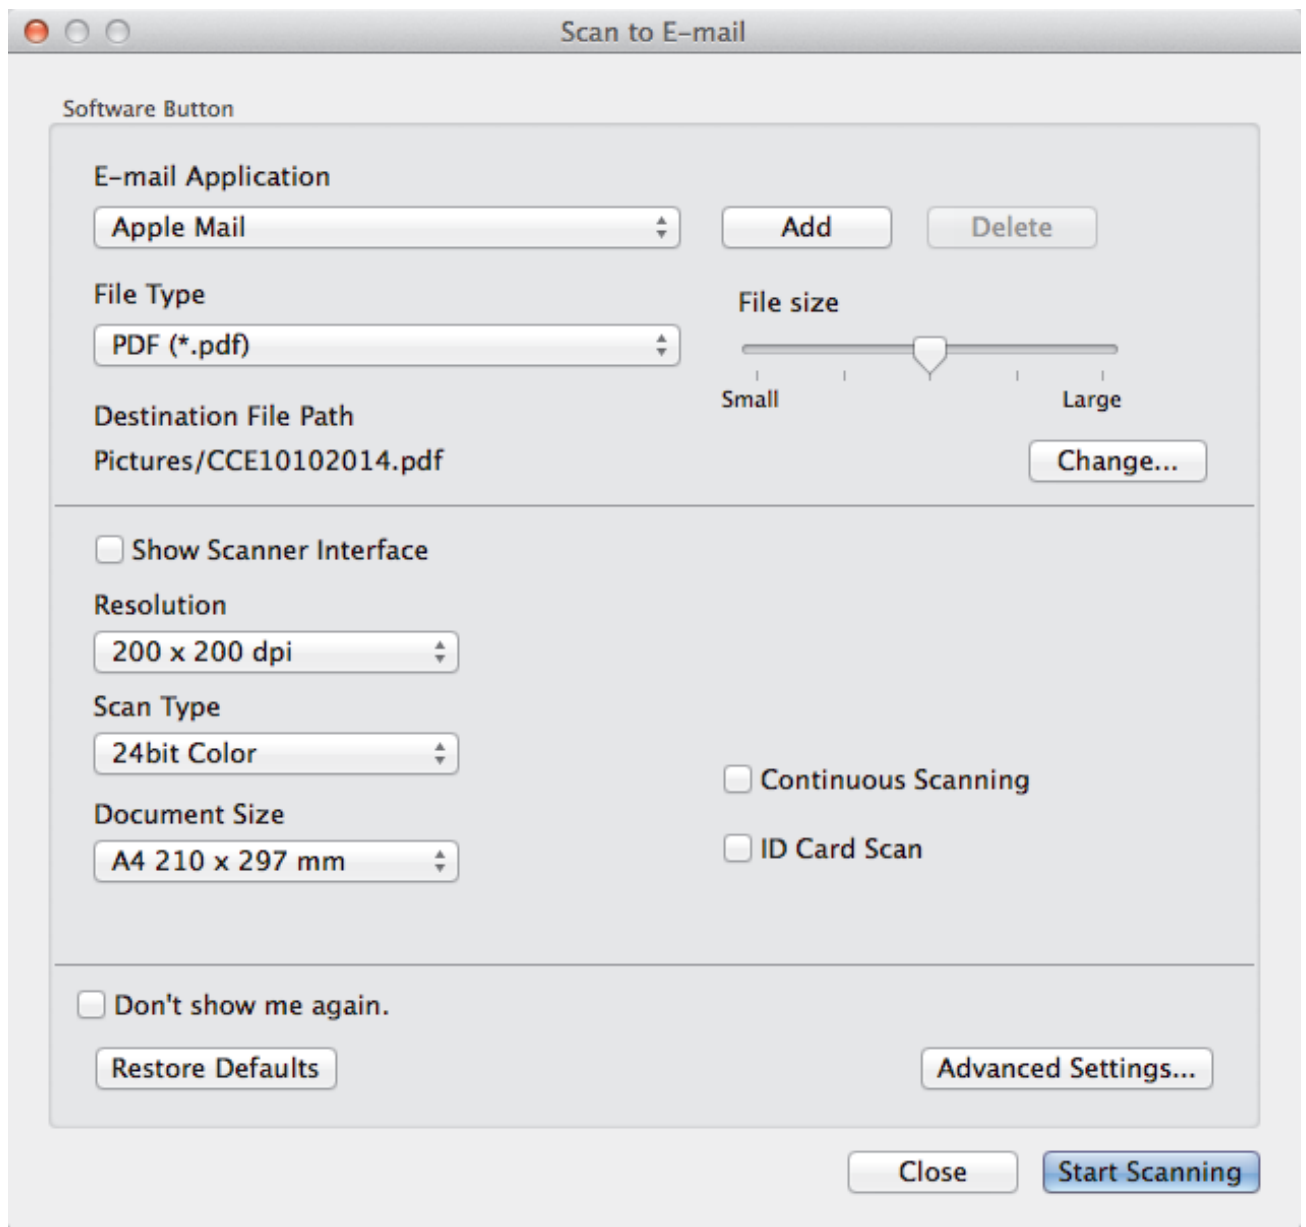 Scan to E-mail
Software Button
E-mail Application
Apple Mail
Add
Delete
File Type
File size
PDF (*.pdf)
Small
Large
Destination File Path
Pictures/CCE10102014.pdf
Change...
Show Scanner Interface
Resolution
200 x 200 dpi
Scan Type
24bit Color
Continuous Scanning
Document Size
ID Card Scan
A4 210 x 297 mm
Don't show me again.
Restore Defaults
Advanced Settings...
Close
Start Scanning